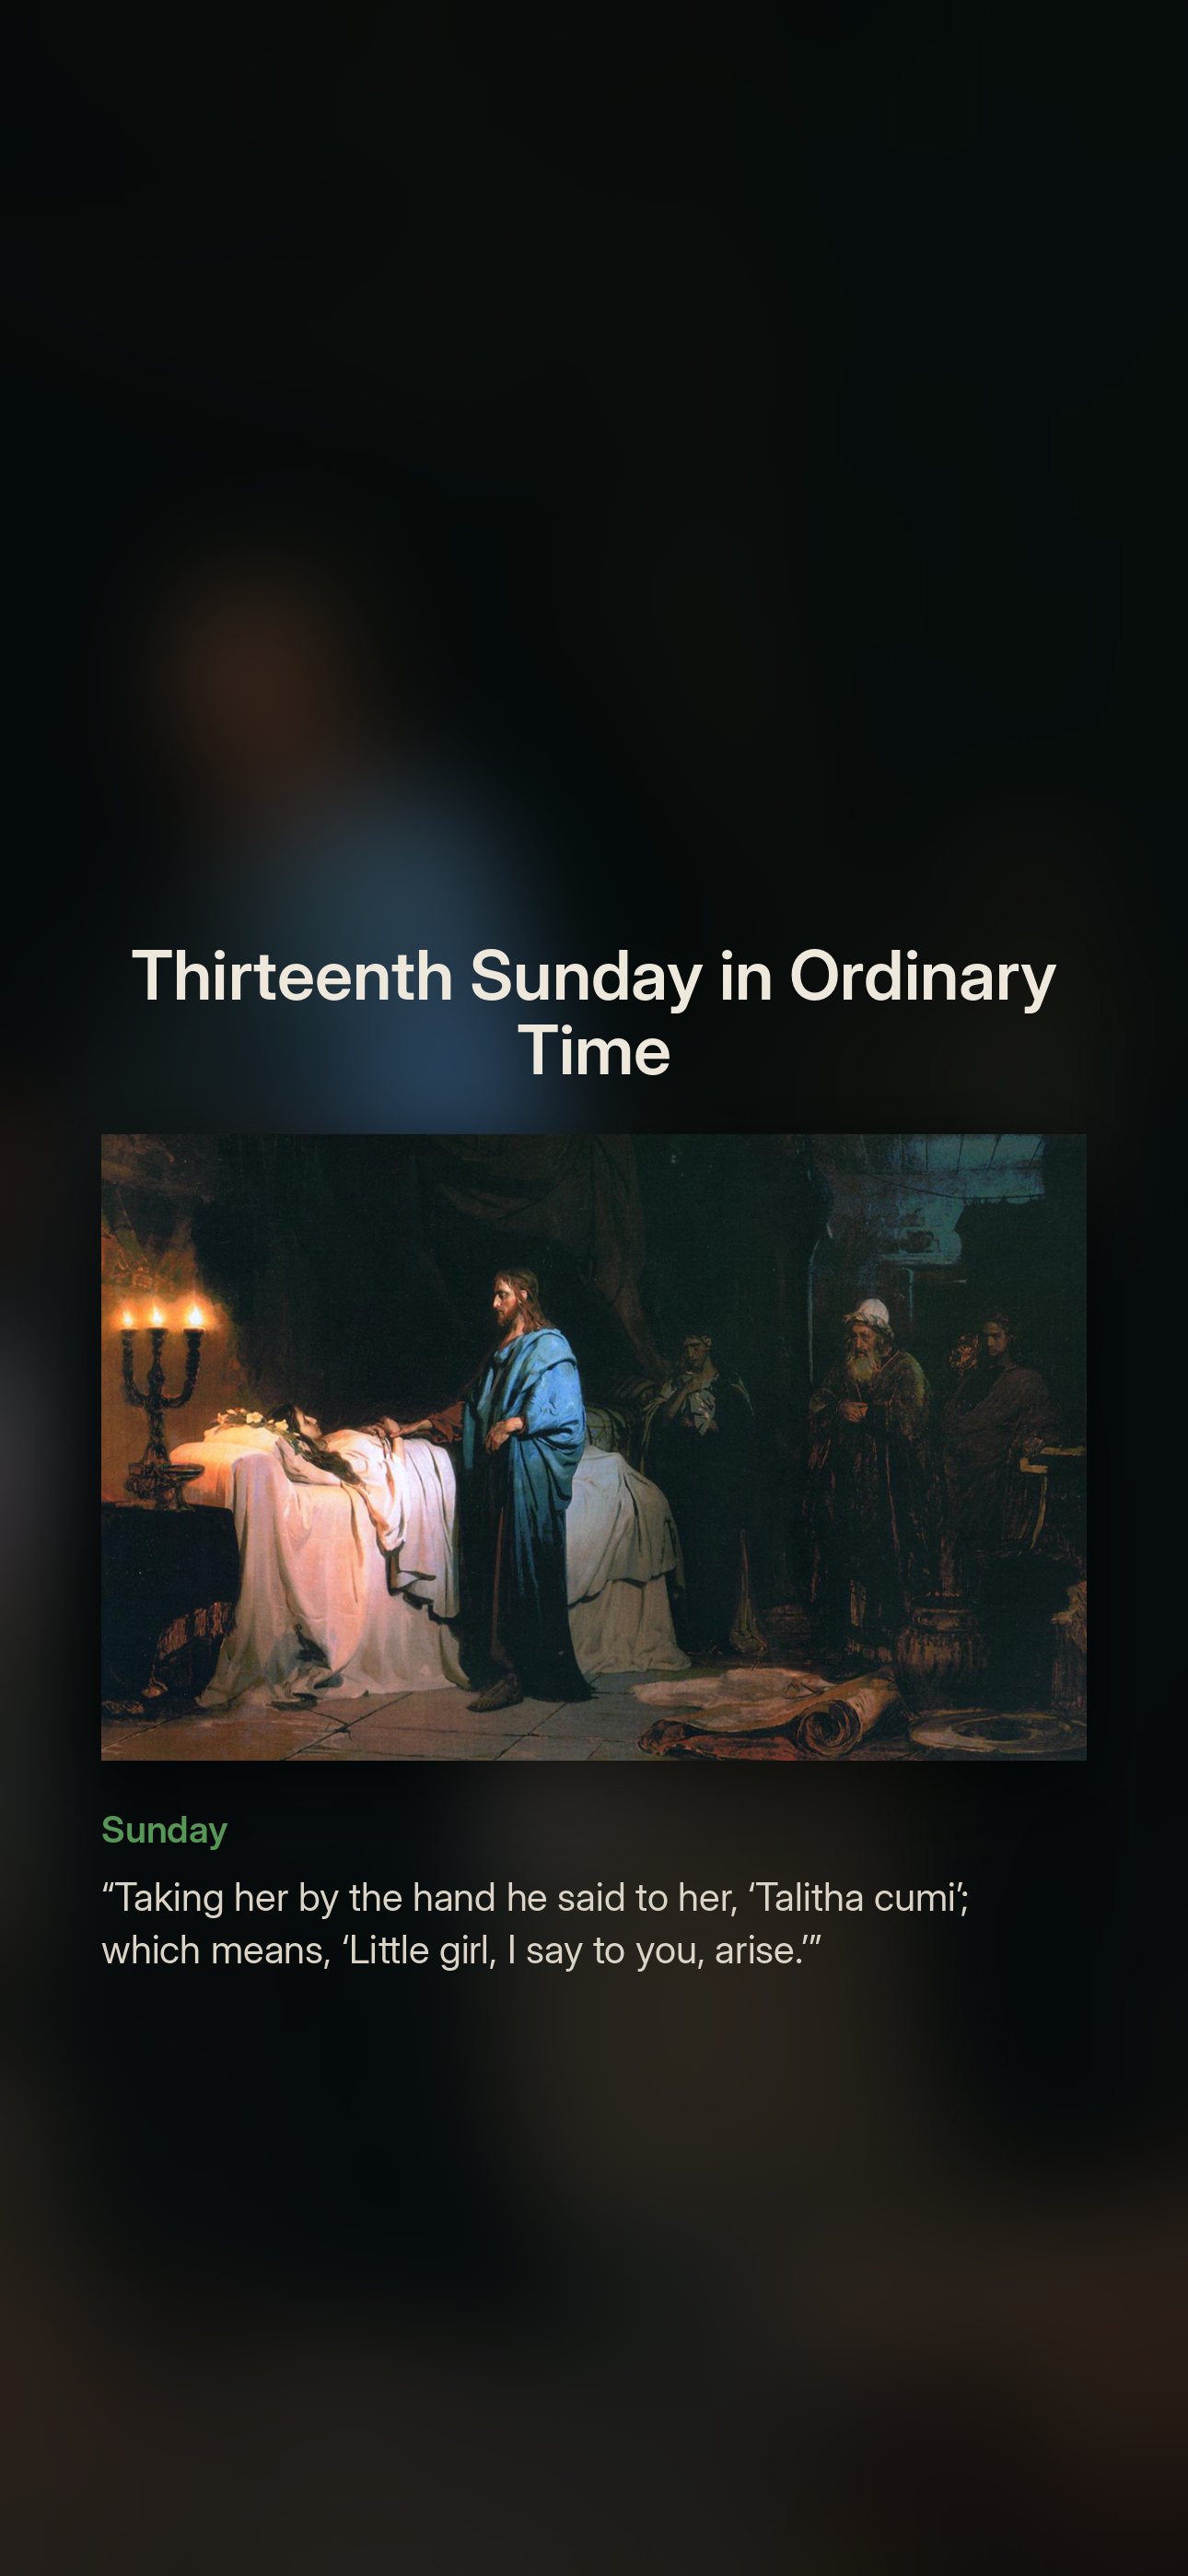 Thirteenth Sunday in Ordinary
Time
Sunday
“Taking her by the hand he said to her, ‘Talitha cumi’;
which means, ‘Little girl, I say to you, arise.’”